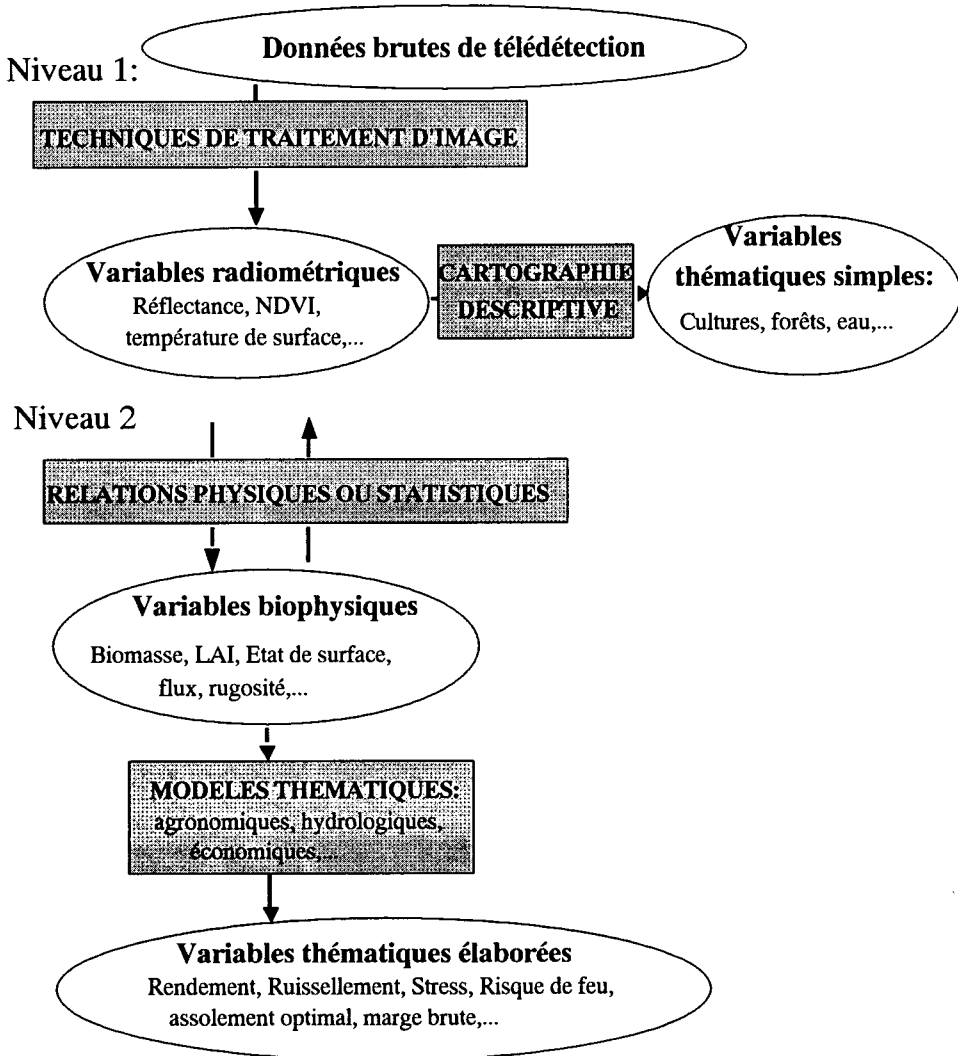 Données brutes de télédétection
Niveau 1:
TECHNIQUES DE TRAITEMENT D'IMAGE
Variables radiométriques
Réflectance, NDVI,
température de surface,...
CARTOGRAPHIE
DESCRIPTIVE
Variables
thématiques simples:
Cultures, forêts, eau,...
Niveau 2
RELATIONS PHYSIQUES OU STATISTIQUES
Variables biophysiques
Biomasse, LAI, Etat de surface,
flux, rugosité,...
MODELES THEMATIQUES:
agronomiques, hydrologiques,
économiques,...
Variables thématiques élaborées
Rendement, Ruissellement, Stress, Risque de feu,
assolement optimal, marge brute,...